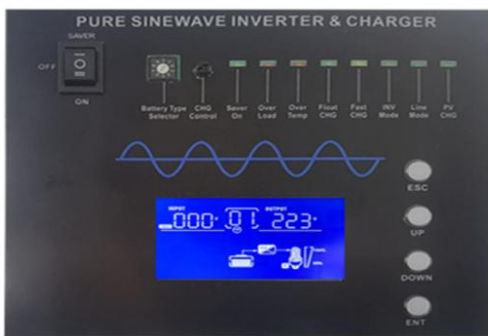 PURE SINEWAVE INVERTER & CHARGER
SAVER
OFF
ON
Battery Type Selector
CHG Control
Saver On
Over Load
Over Temp
Float CHG
Fast CHG
INV Mode
Line Mode
PV CHG
ESC
UP
DOWN
ENT
INPUT 000 V 01 OUTPUT 223 V